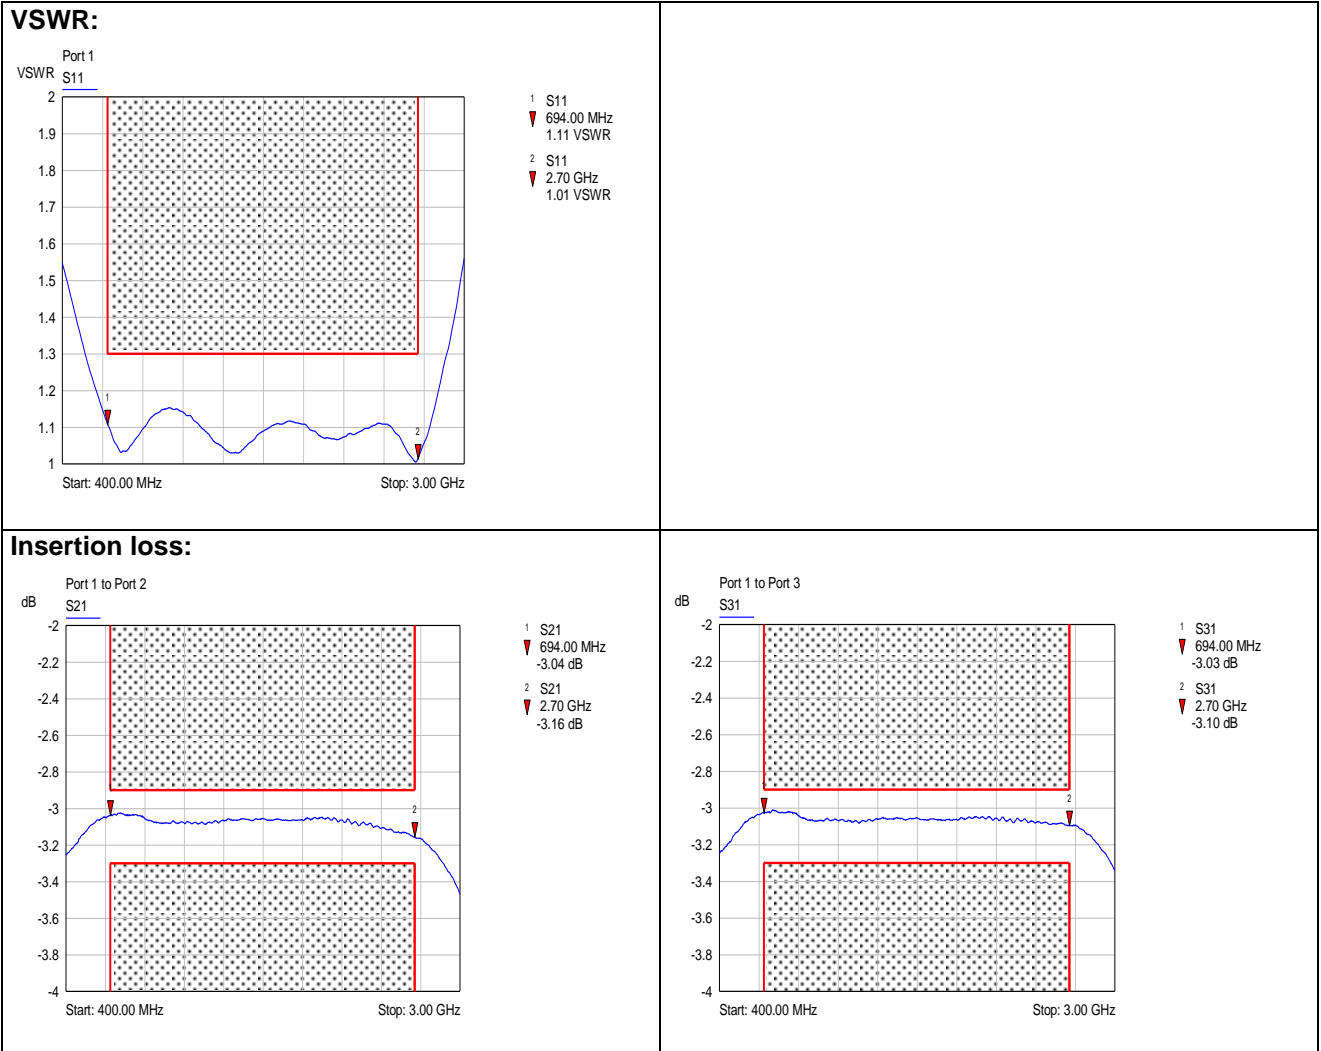 VSWR:
Port 1
VSWR S11
2
1.9
1.8
1.7
1.6
1.5
1.4
1.3
1.2
1.1
1
1
2
Start: 400.00 MHz Stop: 3.00 GHz
1 S11
694.00 MHz
1.11 VSWR
2 S11
2.70 GHz
1.01 VSWR
Insertion loss:
Port 1 to Port 2
dB S21
-2
-2.2
-2.4
-2.6
-2.8
-3
-3.2
-3.4
-3.6
-3.8
-4
2
Start: 400.00 MHz Stop: 3.00 GHz
1 S21
694.00 MHz
-3.04 dB
2 S21
2.70 GHz
-3.16 dB
Port 1 to Port 3
dB S31
-2
-2.2
-2.4
-2.6
-2.8
-3
-3.2
-3.4
-3.6
-3.8
-4
2
Start: 400.00 MHz Stop: 3.00 GHz
1 S31
694.00 MHz
-3.03 dB
2 S31
2.70 GHz
-3.10 dB